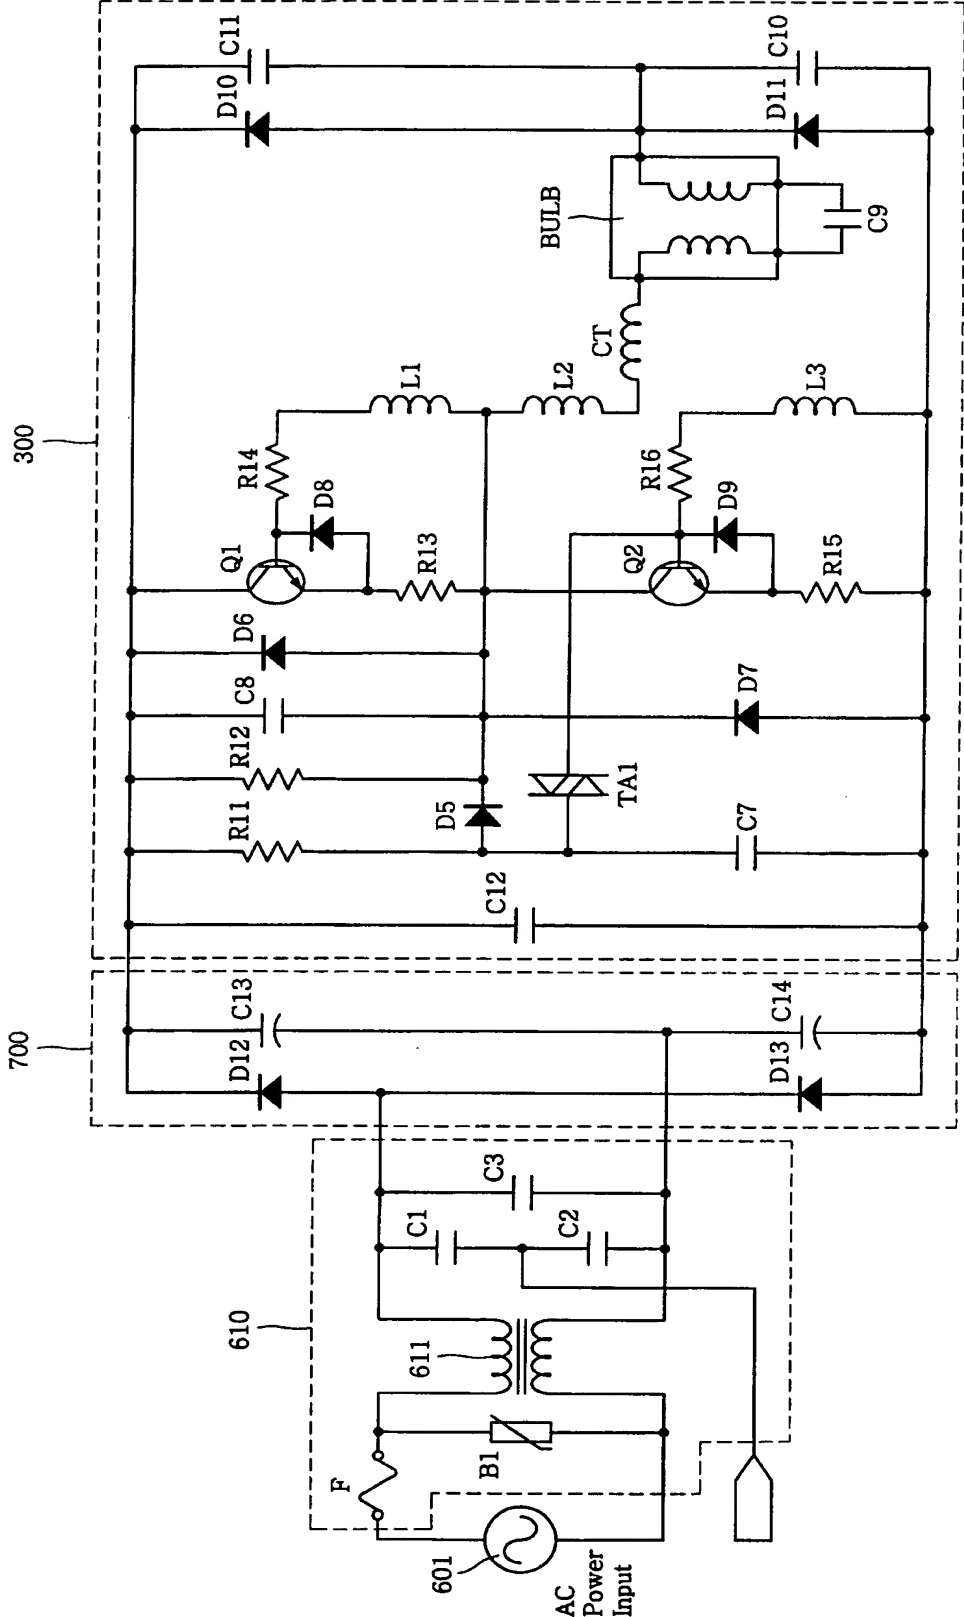 300
700
610
C11
D10
C10
D11
BULB
C9
CT
L1
L2
L3
R14
D8
Q1
R13
R16
D9
Q2
R15
D6
C8
R12
R11
D7
D5
TA1
C7
C12
C13
D12
C14
D13
C3
C1
C2
611
F
B1
601
AC
Power
Input